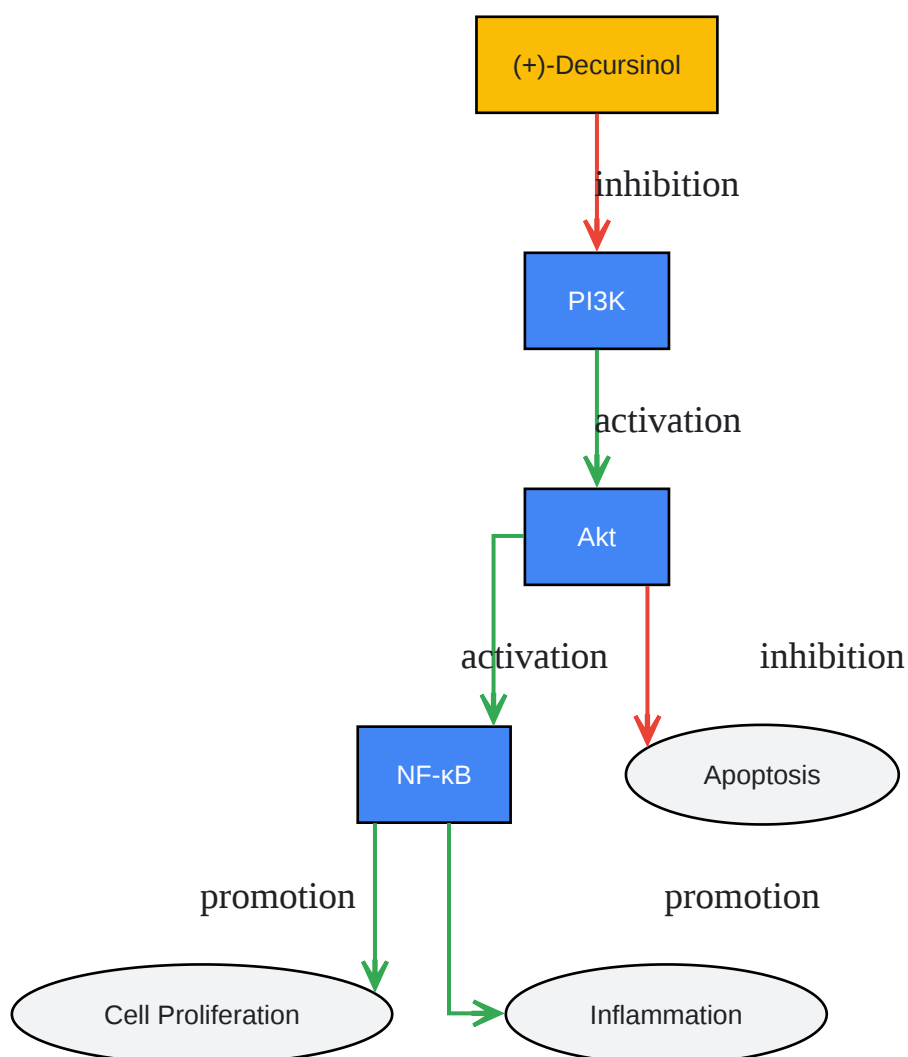 (+)-Decursinol
inhibition
PI3K
activation
Akt
activation
inhibition
NF-κB
Apoptosis
promotion
promotion
Cell Proliferation
Inflammation